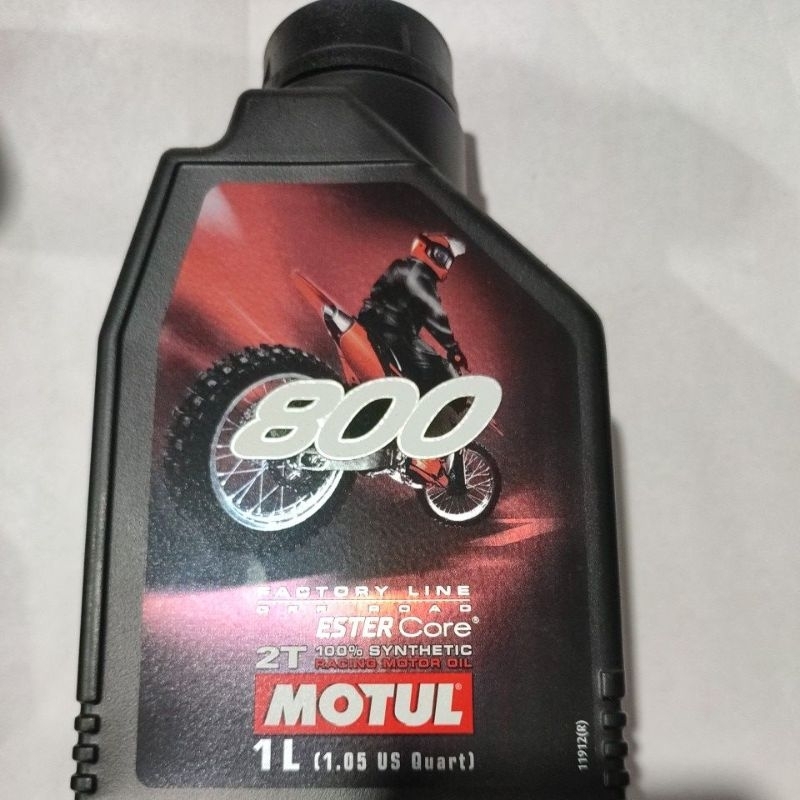 800
FACTORY LINE
OFF ROAD
ESTER Core®
2T 100% SYNTHETIC
RACING MOTOR OIL
MOTUL®
1 L (1.05 US Quart)
11912(R)